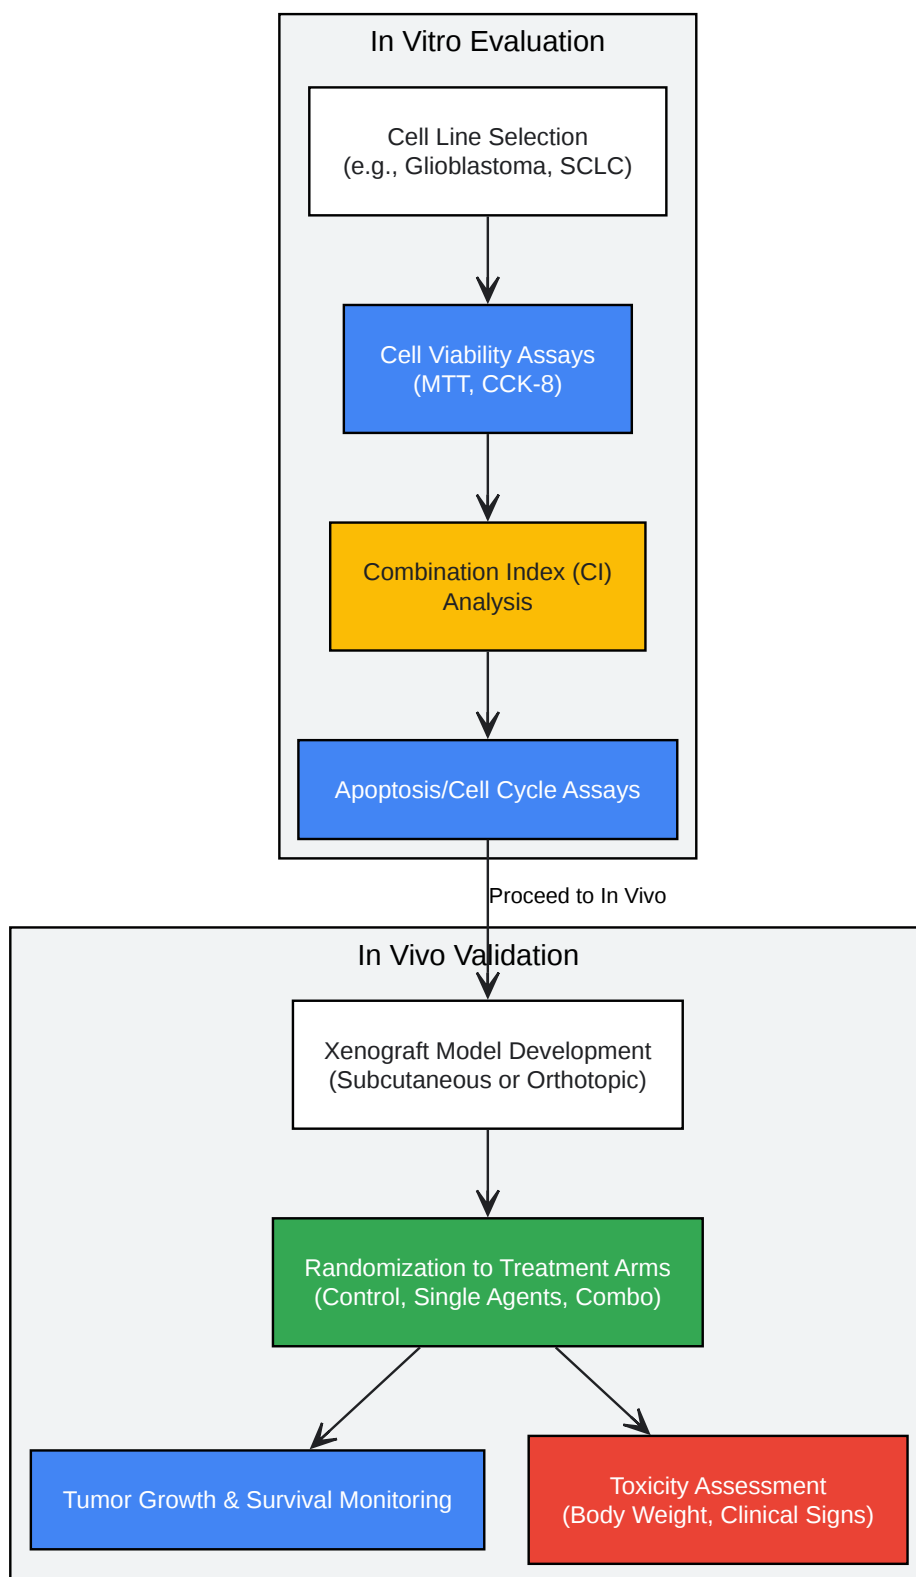 In Vitro Evaluation
Cell Line Selection
(e.g., Glioblastoma, SCLC)
Cell Viability Assays
(MTT, CCK-8)
Combination Index (CI)
Analysis
Apoptosis/Cell Cycle Assays
Proceed to In Vivo
In Vivo Validation
Xenograft Model Development
(Subcutaneous or Orthotopic)
Randomization to Treatment Arms
(Control, Single Agents, Combo)
Tumor Growth & Survival Monitoring
Toxicity Assessment
(Body Weight, Clinical Signs)